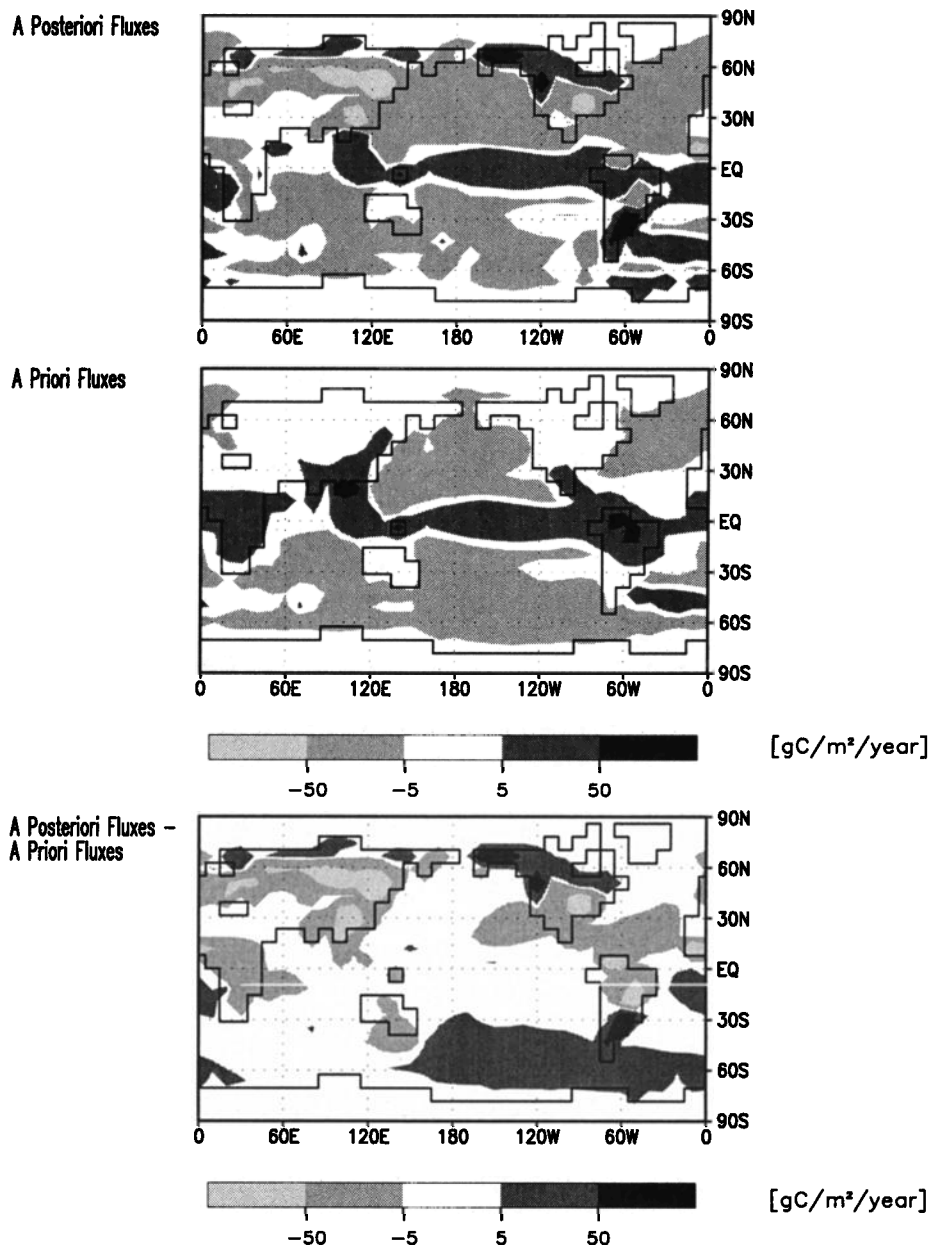 A Posteriori Fluxes
90N
60N
30N
EQ
30S
60S
90S
0 60E 120E 180 120W 60W 0
A Priori Fluxes
90N
60N
30N
EQ
30S
60S
90S
0 60E 120E 180 120W 60W 0
[gC/m²/year]
-50 -5 5 50
A Posteriori Fluxes -
A Priori Fluxes
90N
60N
30N
EQ
30S
60S
90S
0 60E 120E 180 120W 60W 0
[gC/m²/year]
-50 -5 5 50